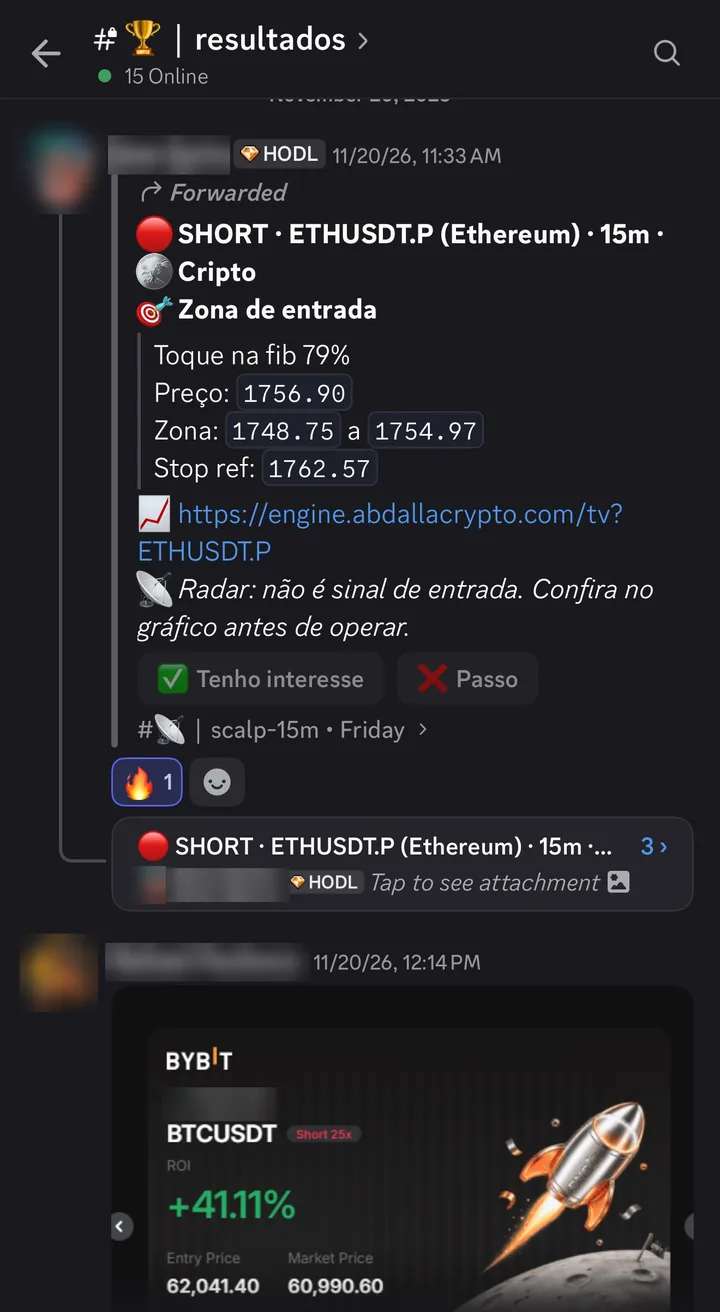 # | resultados >
15 Online
HODL 11/20/26, 11:33 AM
Forwarded
SHORT · ETHUSDT.P (Ethereum) · 15m ·
Cripto
Zona de entrada
Toque na fib 79%
Preço: 1756.90
Zona: 1748.75 a 1754.97
Stop ref: 1762.57
https://engine.abdallacrypto.com/tv?
ETHUSDT.P
Radar: não é sinal de entrada. Confira no
gráfico antes de operar.
Tenho interesse Passo
# | scalp-15m • Friday >
1
SHORT · ETHUSDT.P (Ethereum) · 15m ·... 3 ›
HODL Tap to see attachment
11/20/26, 12:14 PM
BYBIT
BTCUSDT Short 25x
ROI
+41.11%
Entry Price Market Price
62,041.40 60,990.60